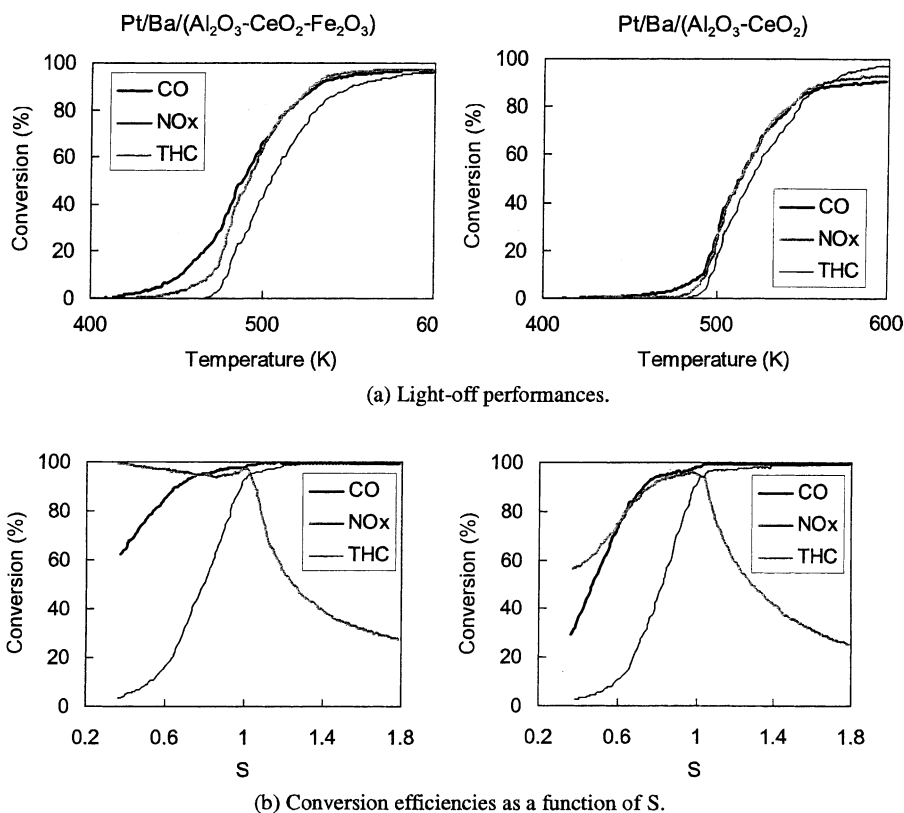 Pt/Ba/(Al₂O₃-CeO₂-Fe₂O₃)
Conversion (%)
100
80
60
40
20
0
CO
NOx
THC
400
500
60
Temperature (K)
Pt/Ba/(Al₂O₃-CeO₂)
Conversion (%)
100
80
60
40
20
0
CO
NOx
THC
400
500
600
Temperature (K)
(a) Light-off performances.
Conversion (%)
100
80
60
40
20
0
CO
NOx
THC
0.2
0.6
1
1.4
1.8
S
Conversion (%)
100
80
60
40
20
0
CO
NOx
THC
0.2
0.6
1
1.4
1.8
S
(b) Conversion efficiencies as a function of S.